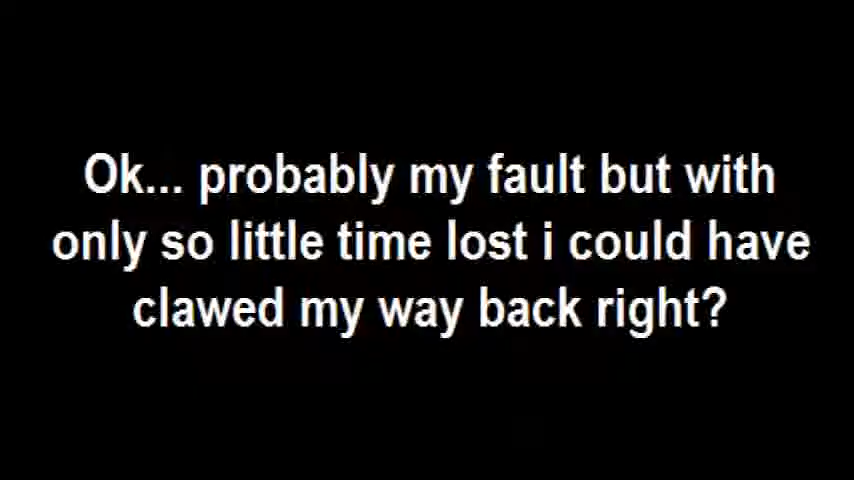 Ok... probably my fault but with
only so little time lost i could have
clawed my way back right?